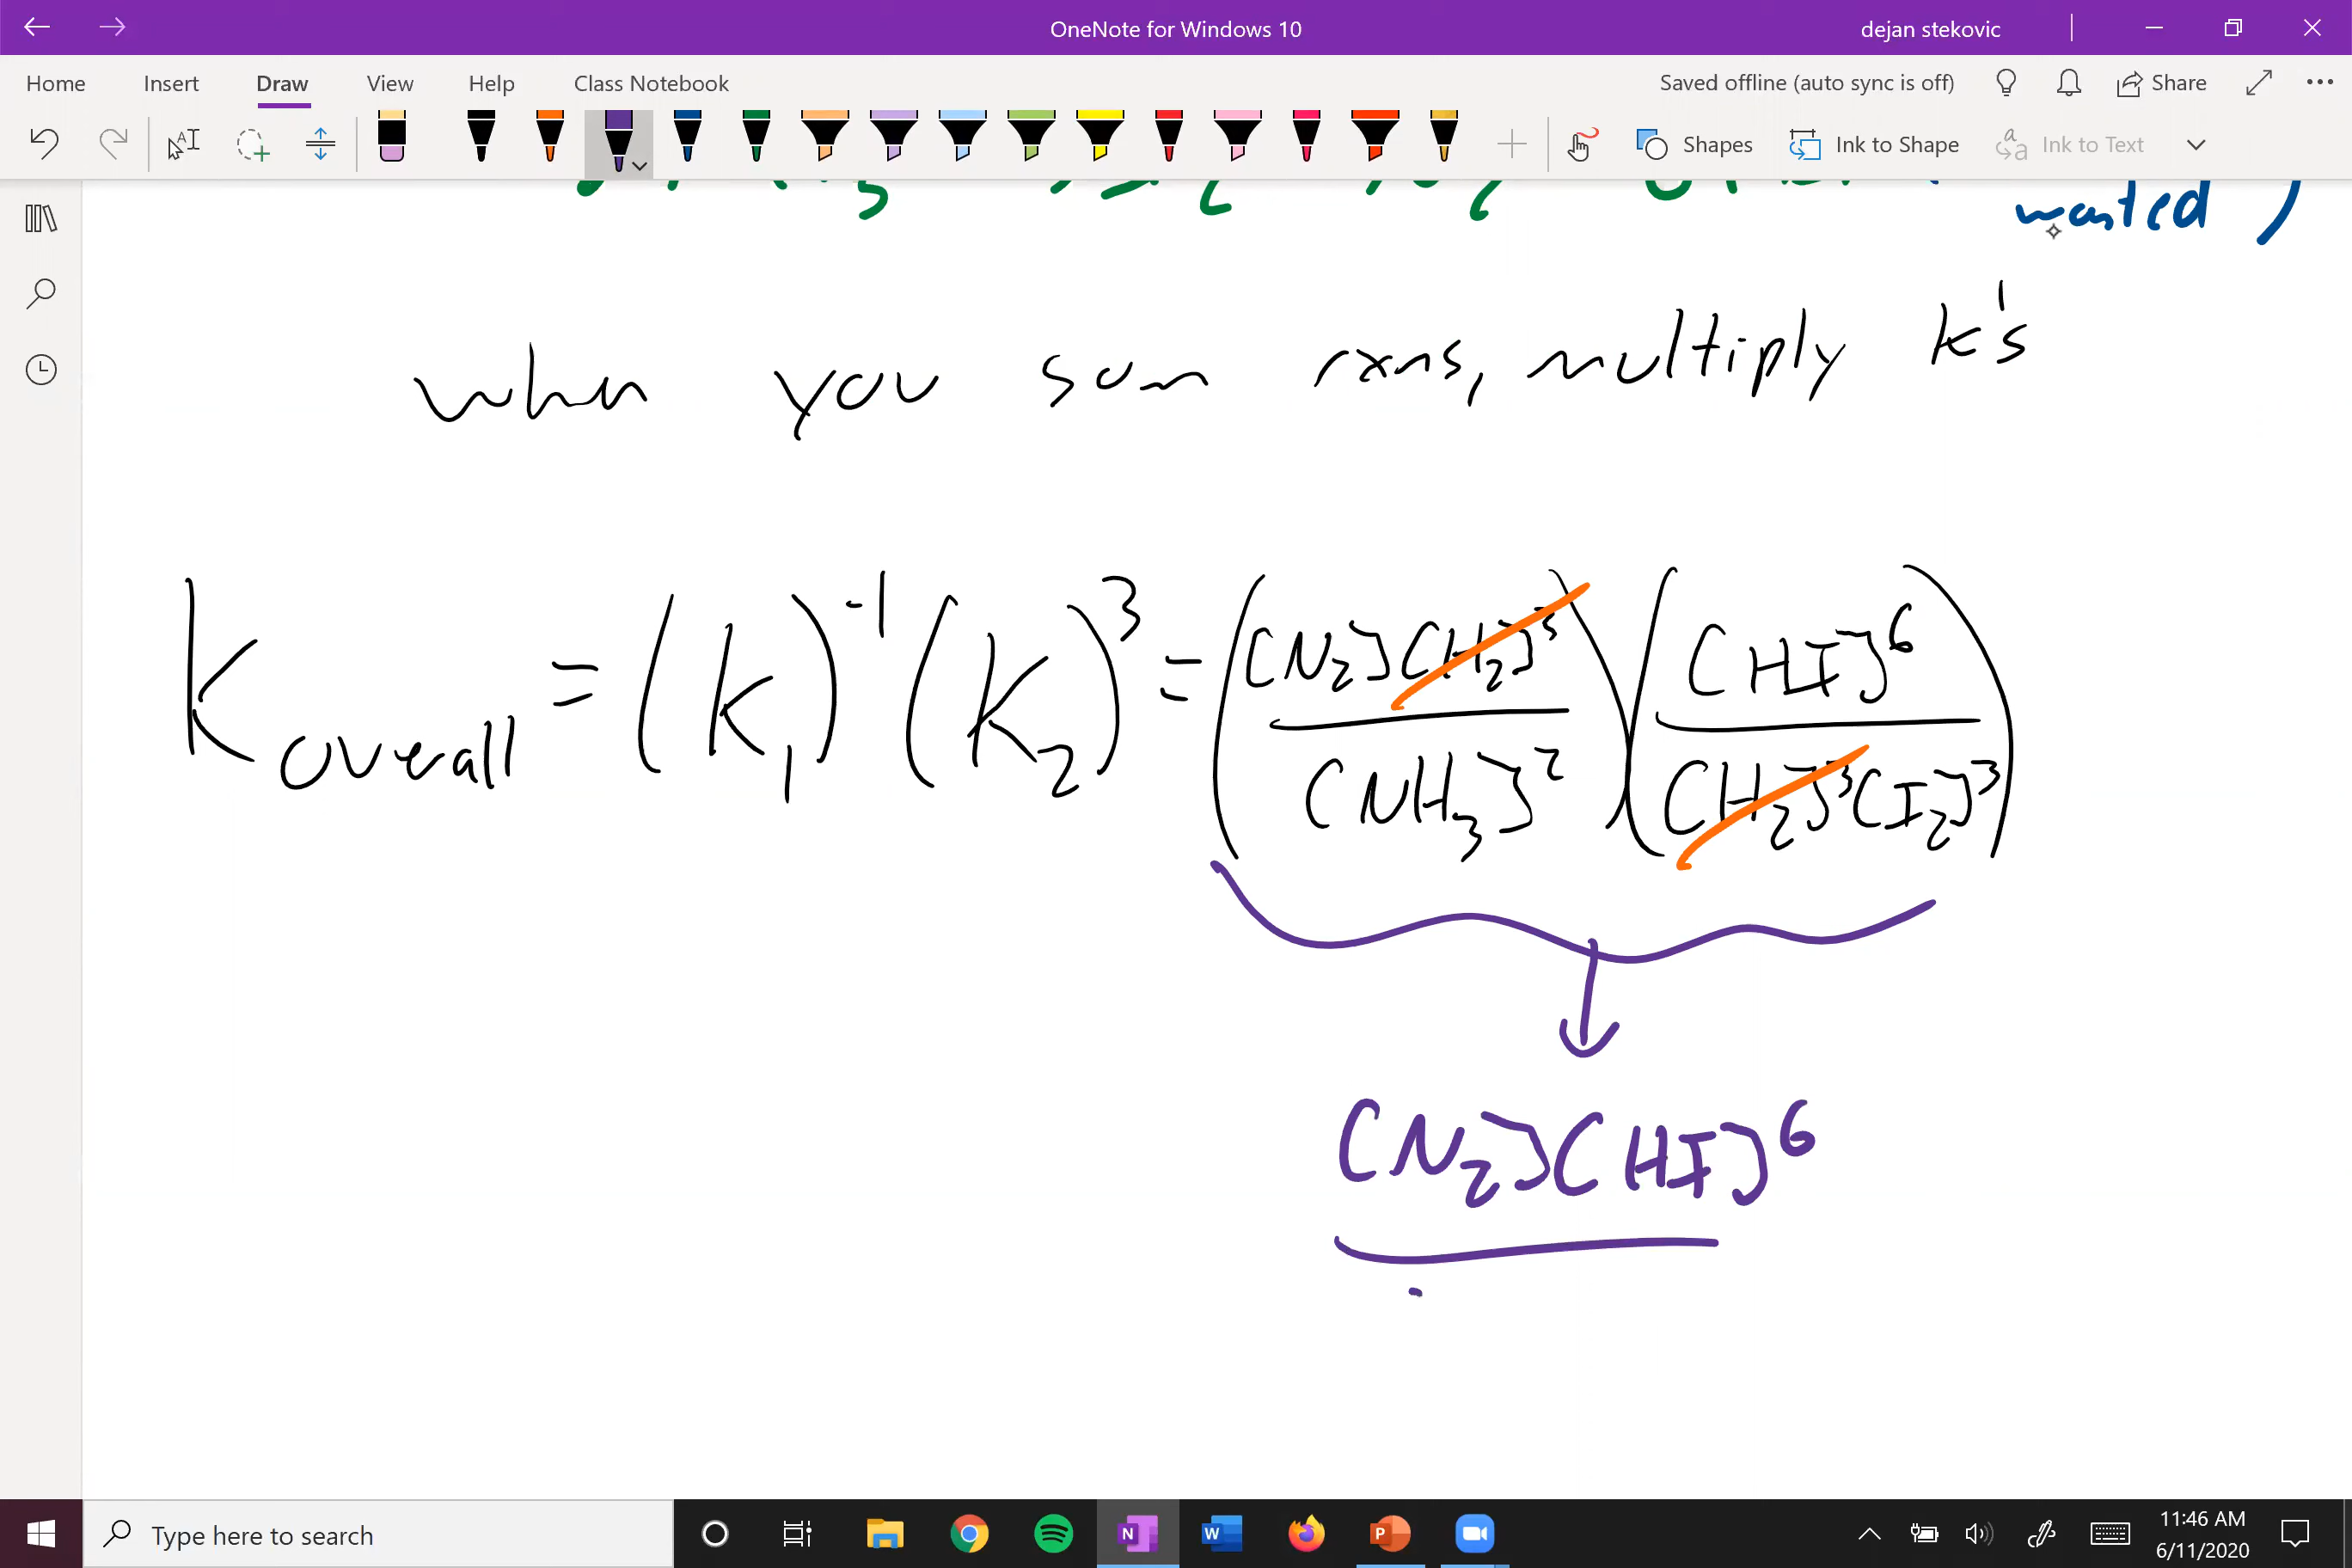 OneNote for Windows 10 dejan stekovic
Home Insert Draw View Help Class Notebook Saved offline (auto sync is off) Share
Shapes Ink to Shape Ink to Text
wanted )
when you sum rxns, multiply K's
K overall = (K₁)⁻¹ (K₂)³ = ([N₂][H₂]³ / [NH₃]²) ([HI]⁶ / [H₂]³[I₂]³)
[N₂][HI]⁶
Type here to search 11:46 AM
6/11/2020